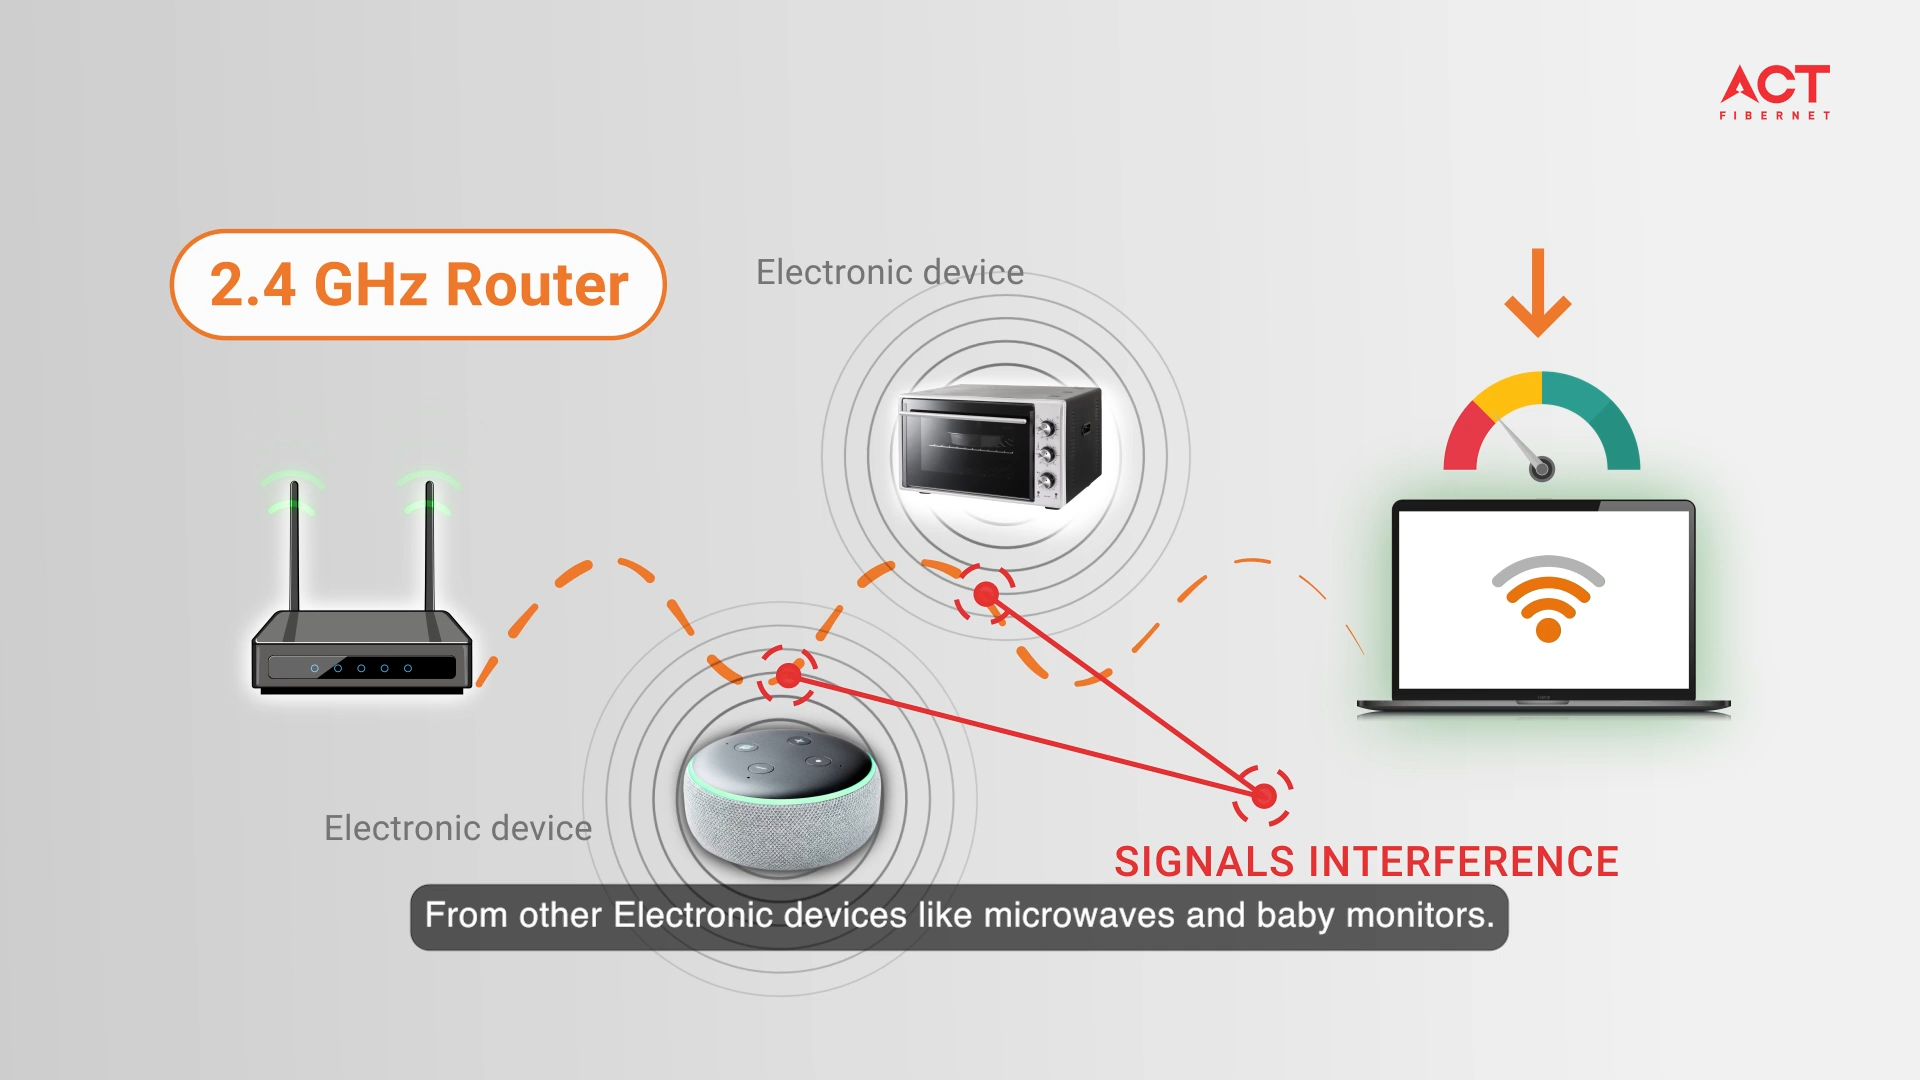 ACT
FIBERNET
2.4 GHz Router
Electronic device
Electronic device
SIGNALS INTERFERENCE
From other Electronic devices like microwaves and baby monitors.